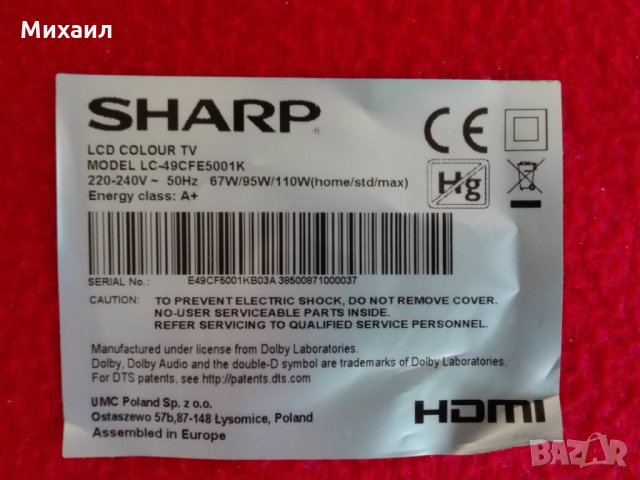 Михаил
SHARP®
LCD COLOUR TV
MODEL LC-49CFE5001K
220-240V ~ 50Hz 67W/95W/110W(home/std/max)
Energy class: A+
CE
Hg
SERIAL No.: E49CF5001KB03A 38500871000037
CAUTION: TO PREVENT ELECTRIC SHOCK, DO NOT REMOVE COVER.
NO-USER SERVICEABLE PARTS INSIDE.
REFER SERVICING TO QUALIFIED SERVICE PERSONNEL.
Manufactured under license from Dolby Laboratories.
Dolby, Dolby Audio and the double-D symbol are trademarks of Dolby Laboratories.
For DTS patents, see http://patents.dts.com
UMC Poland Sp. z o.o.
Ostaszewo 57b,87-148 Łysomice, Poland
Assembled in Europe
HDMI
BAZAR